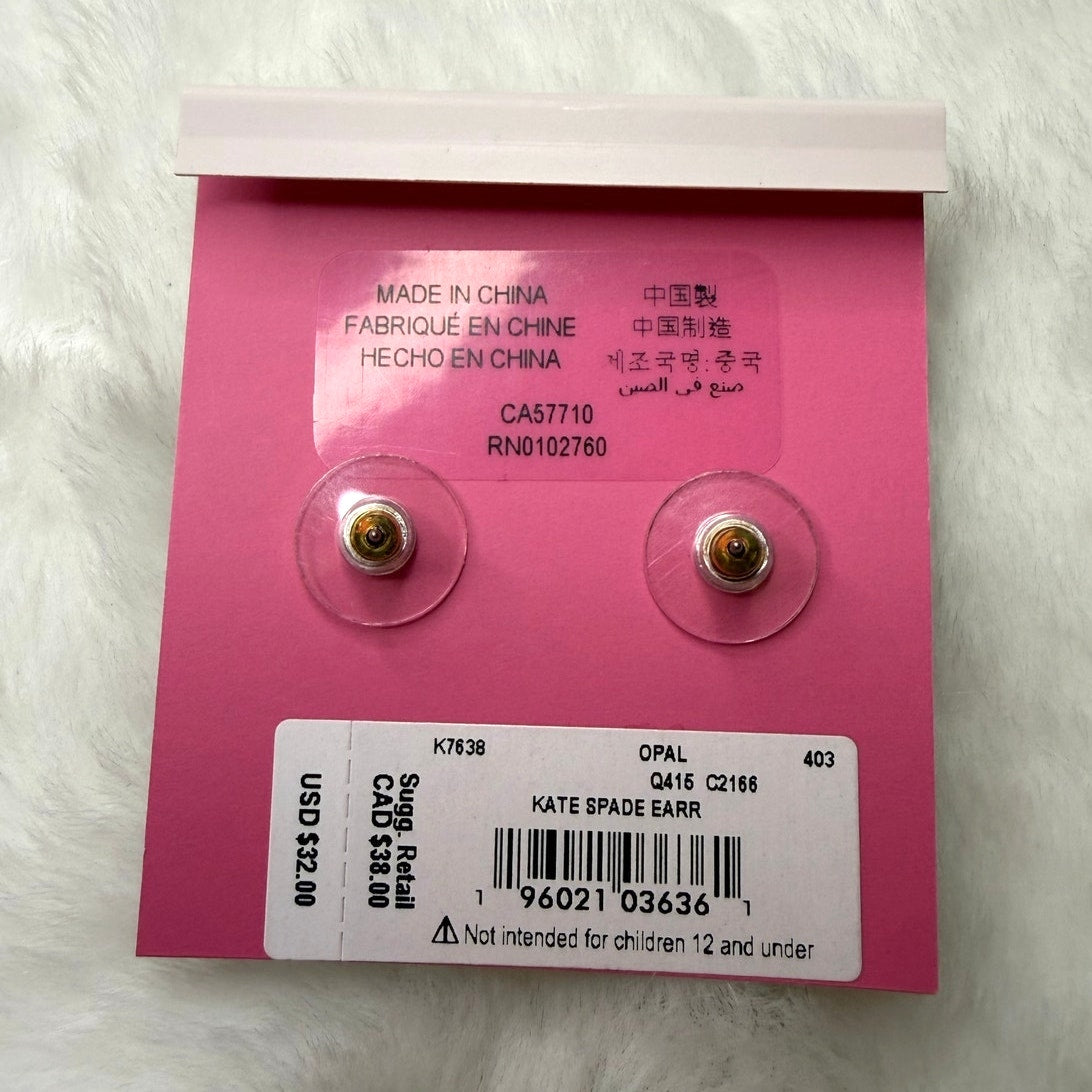 MADE IN CHINA
FABRIQUÉ EN CHINE
HECHO EN CHINA
中国製
中国制造
제조국명:중국
صنع في الصين
CA57710
RN0102760
K7638 OPAL 403
Q415 C2166
KATE SPADE EARR
1 96021 03636 1
⚠ Not intended for children 12 and under
Sugg. Retail
CAD $38.00
USD $32.00